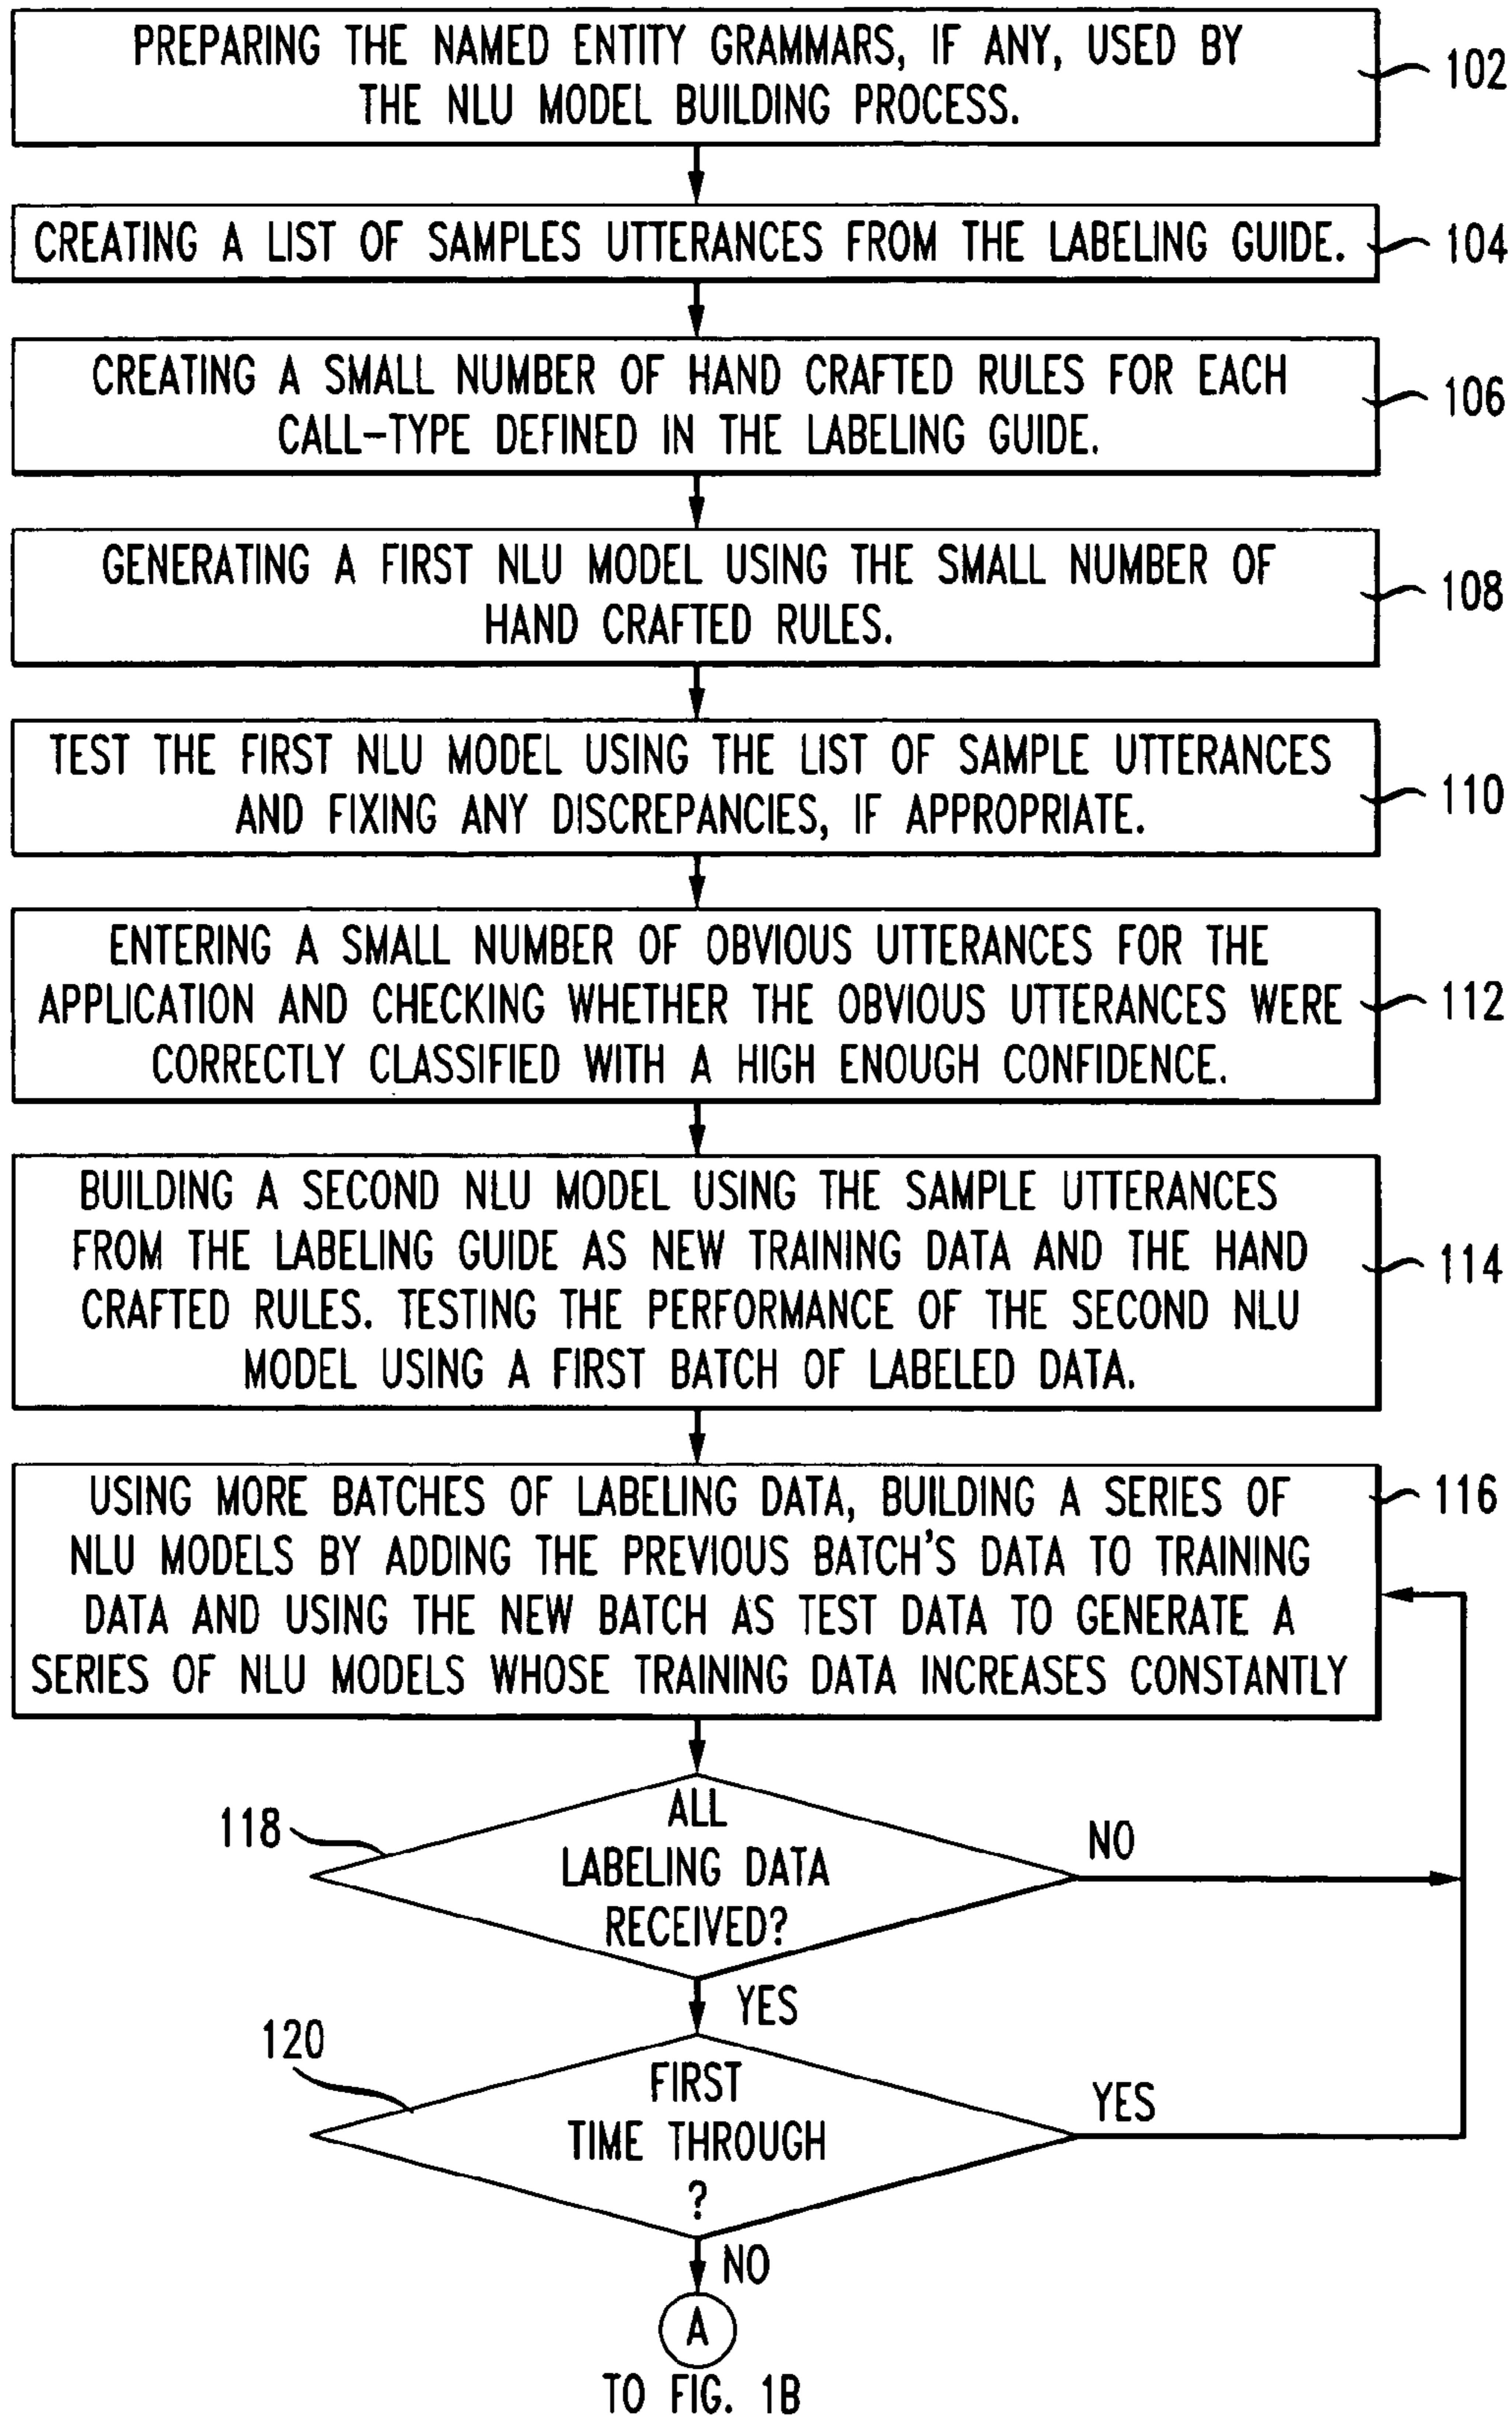 PREPARING THE NAMED ENTITY GRAMMARS, IF ANY, USED BY
THE NLU MODEL BUILDING PROCESS.
102
CREATING A LIST OF SAMPLES UTTERANCES FROM THE LABELING GUIDE.
104
CREATING A SMALL NUMBER OF HAND CRAFTED RULES FOR EACH
CALL-TYPE DEFINED IN THE LABELING GUIDE.
106
GENERATING A FIRST NLU MODEL USING THE SMALL NUMBER OF
HAND CRAFTED RULES.
108
TEST THE FIRST NLU MODEL USING THE LIST OF SAMPLE UTTERANCES
AND FIXING ANY DISCREPANCIES, IF APPROPRIATE.
110
ENTERING A SMALL NUMBER OF OBVIOUS UTTERANCES FOR THE
APPLICATION AND CHECKING WHETHER THE OBVIOUS UTTERANCES WERE
CORRECTLY CLASSIFIED WITH A HIGH ENOUGH CONFIDENCE.
112
BUILDING A SECOND NLU MODEL USING THE SAMPLE UTTERANCES
FROM THE LABELING GUIDE AS NEW TRAINING DATA AND THE HAND
CRAFTED RULES. TESTING THE PERFORMANCE OF THE SECOND NLU
MODEL USING A FIRST BATCH OF LABELED DATA.
114
USING MORE BATCHES OF LABELING DATA, BUILDING A SERIES OF
NLU MODELS BY ADDING THE PREVIOUS BATCH'S DATA TO TRAINING
DATA AND USING THE NEW BATCH AS TEST DATA TO GENERATE A
SERIES OF NLU MODELS WHOSE TRAINING DATA INCREASES CONSTANTLY
116
118
ALL
LABELING DATA
RECEIVED?
NO
YES
120
FIRST
TIME THROUGH
?
YES
NO
A
TO FIG. 1B